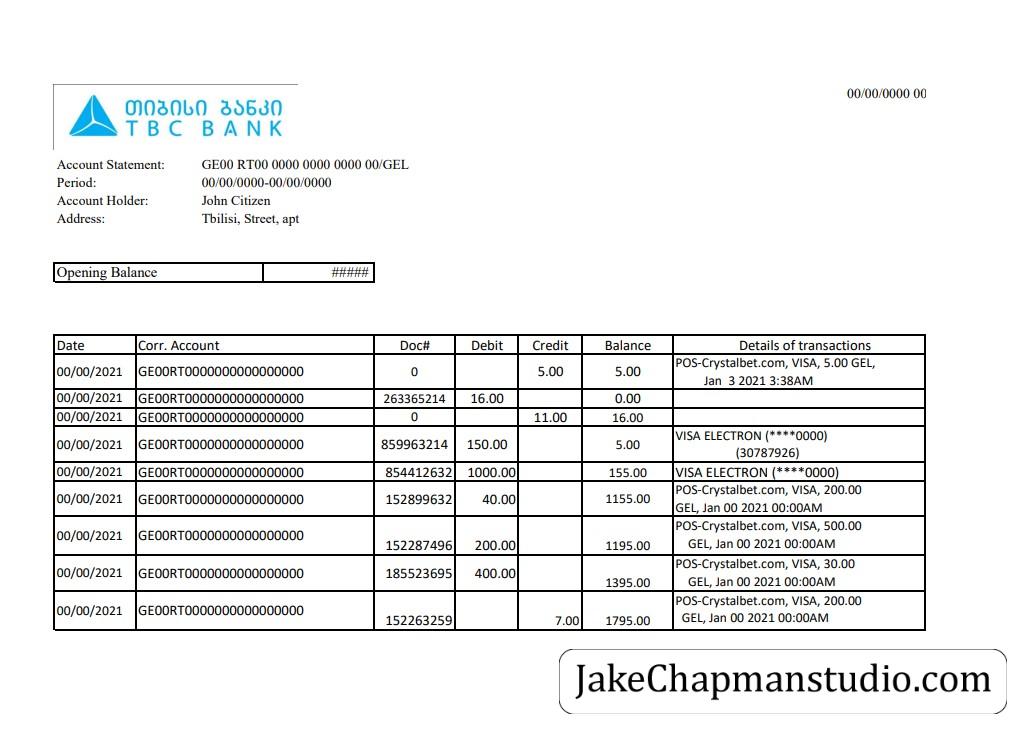 00/00/0000 00
თიბისი ბანკი
TBC BANK
Account Statement: GE00 RT00 0000 0000 0000 00/GEL
Period: 00/00/0000-00/00/0000
Account Holder: John Citizen
Address: Tbilisi, Street, apt
Opening Balance #####
Date Corr. Account Doc# Debit Credit Balance Details of transactions
00/00/2021 GE00RT0000000000000000 0 5.00 5.00 POS-Crystalbet.com, VISA, 5.00 GEL,
Jan 3 2021 3:38AM
00/00/2021 GE00RT0000000000000000 263365214 16.00 0.00
00/00/2021 GE00RT0000000000000000 0 11.00 16.00
00/00/2021 GE00RT0000000000000000 859963214 150.00 5.00 VISA ELECTRON (****0000)
(30787926)
00/00/2021 GE00RT0000000000000000 854412632 1000.00 155.00 VISA ELECTRON (****0000)
00/00/2021 GE00RT0000000000000000 152899632 40.00 1155.00 POS-Crystalbet.com, VISA, 200.00
GEL, Jan 00 2021 00:00AM
00/00/2021 GE00RT0000000000000000 152287496 200.00 1195.00 POS-Crystalbet.com, VISA, 500.00
GEL, Jan 00 2021 00:00AM
00/00/2021 GE00RT0000000000000000 185523695 400.00 1395.00 POS-Crystalbet.com, VISA, 30.00
GEL, Jan 00 2021 00:00AM
00/00/2021 GE00RT0000000000000000 152263259 7.00 1795.00 POS-Crystalbet.com, VISA, 200.00
GEL, Jan 00 2021 00:00AM
JakeChapmanstudio.com